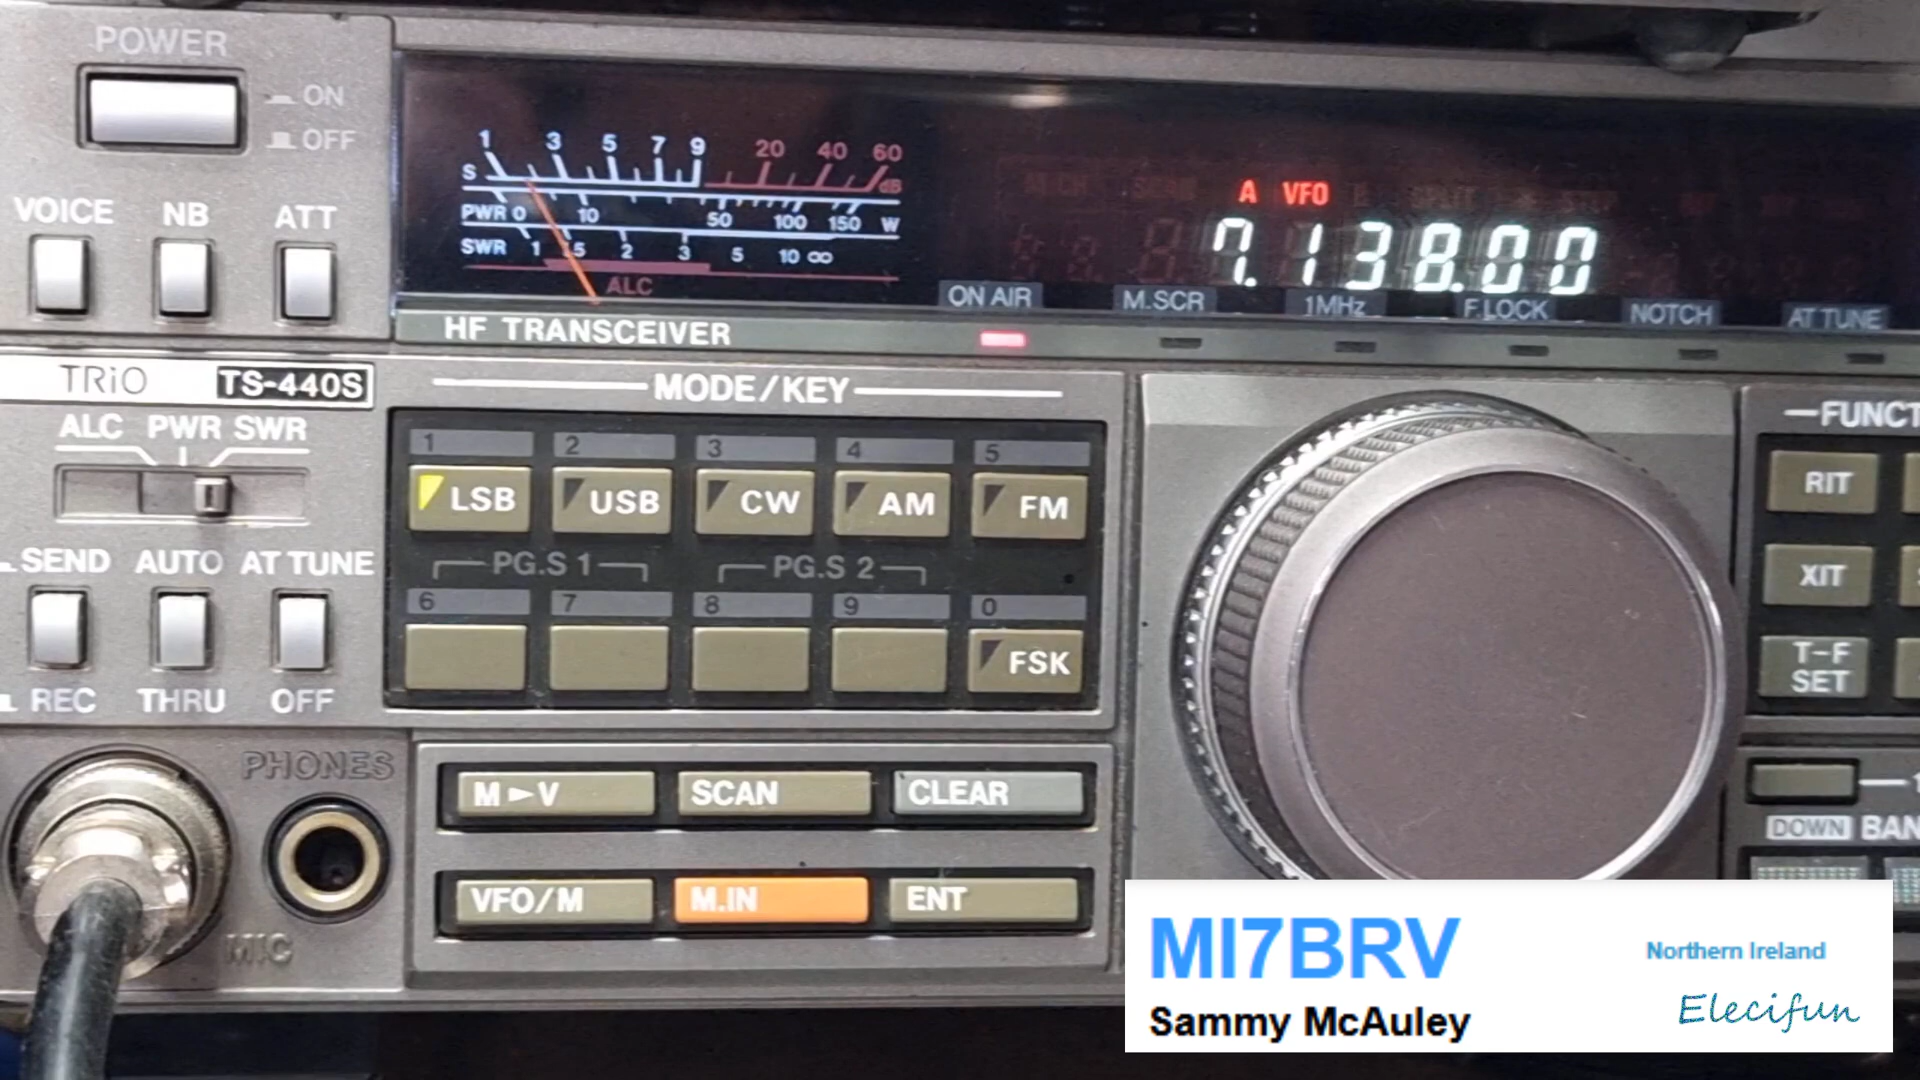 POWER
ON
OFF
VOICE NB ATT
1 3 5 7 9 20 40 60
S dB
PWR 0 10 50 100 150 W
SWR 1 1.5 2 3 5 10 ∞
ALC
A VFO
7.138.00
ON AIR M.SCR 1MHz F.LOCK NOTCH AT TUNE
HF TRANSCEIVER
TRIO TS-440S
ALC PWR SWR
MODE/KEY
1 2 3 4 5
LSB USB CW AM FM
PG.S 1 PG.S 2
6 7 8 9 0
FSK
SEND AUTO AT TUNE
REC THRU OFF
PHONES
MIC
M►V SCAN CLEAR
VFO/M M.IN ENT
FUNCT
RIT
XIT
T-F
SET
1
DOWN BAN
MI7BRV
Northern Ireland
Elecifun
Sammy McAuley